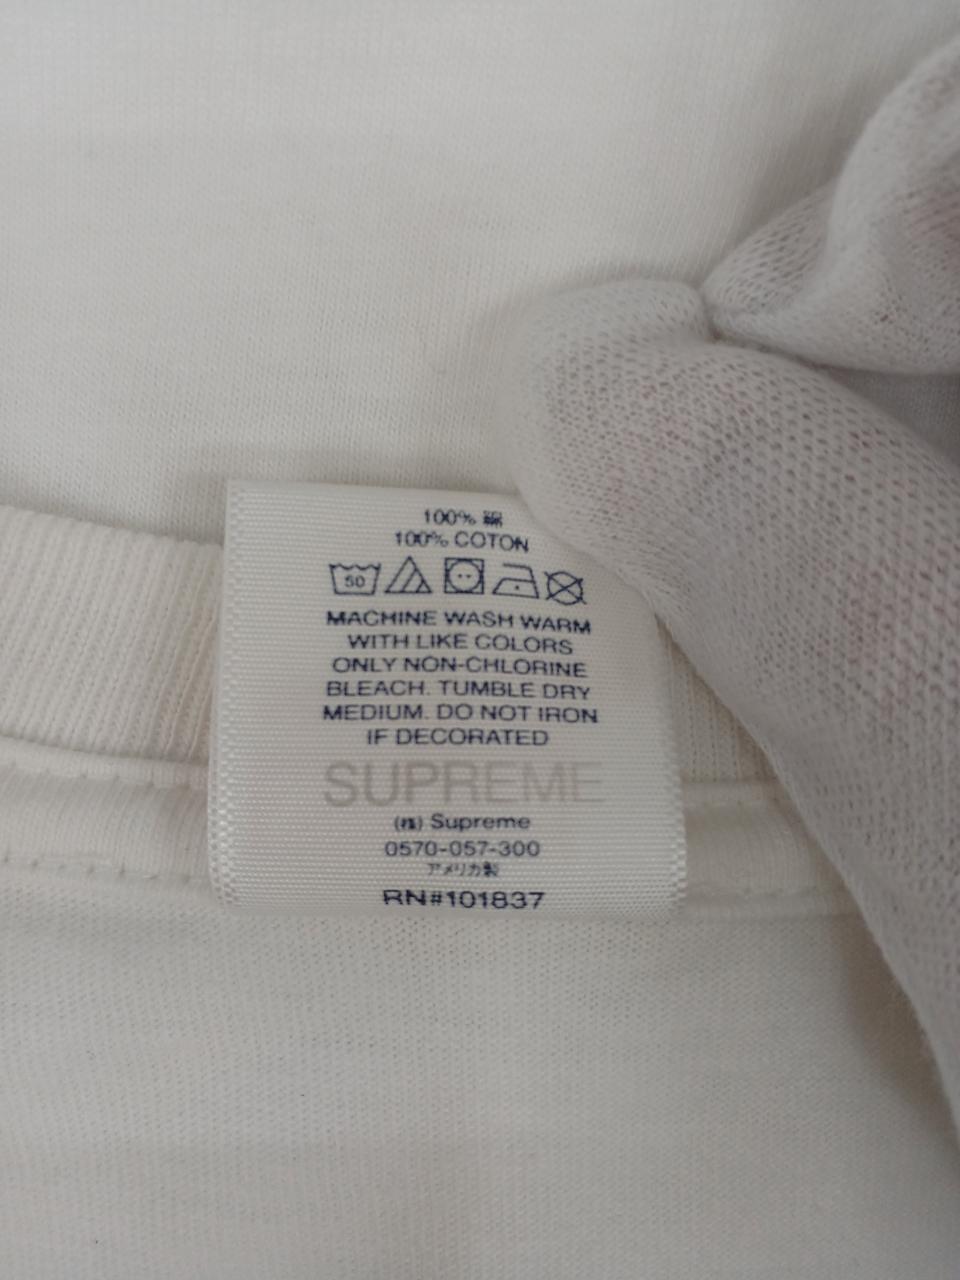 100% 綿
100% COTON
50
MACHINE WASH WARM
WITH LIKE COLORS
ONLY NON-CHLORINE
BLEACH. TUMBLE DRY
MEDIUM. DO NOT IRON
IF DECORATED
SUPREME
(株) Supreme
0570-057-300
アメリカ製
RN#101837